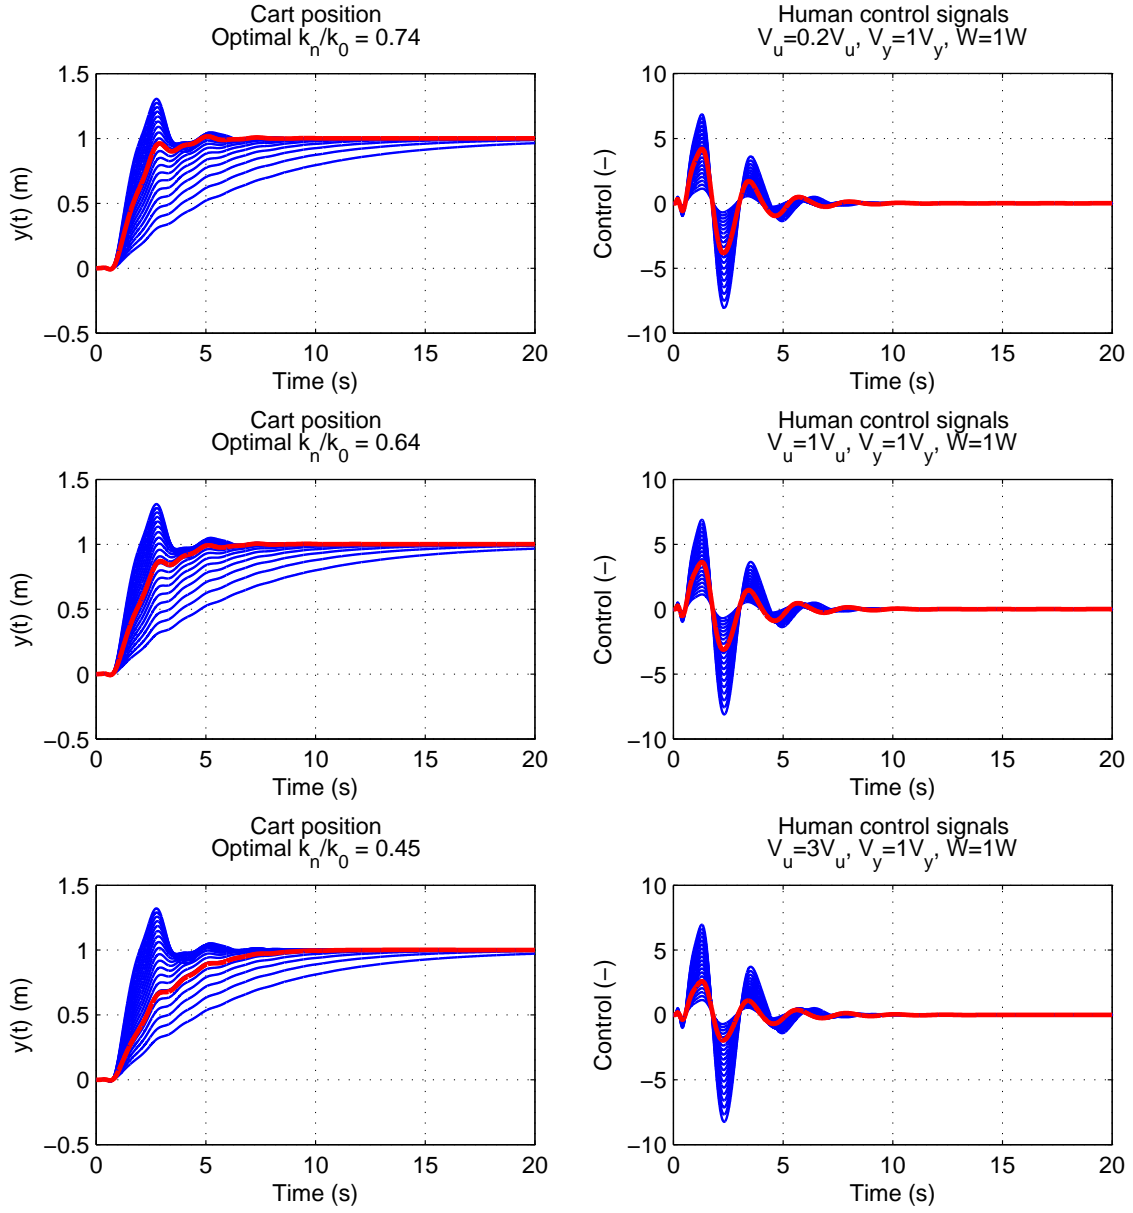 Cart position
Optimal k_n/k_0 = 0.74
1.5
1
0.5
0
−0.5
y(t) (m)
0 5 10 15 20
Time (s)
Human control signals
V_u=0.2V_u, V_y=1V_y, W=1W
10
5
0
−5
−10
Control (−)
0 5 10 15 20
Time (s)
Cart position
Optimal k_n/k_0 = 0.64
1.5
1
0.5
0
−0.5
y(t) (m)
0 5 10 15 20
Time (s)
Human control signals
V_u=1V_u, V_y=1V_y, W=1W
10
5
0
−5
−10
Control (−)
0 5 10 15 20
Time (s)
Cart position
Optimal k_n/k_0 = 0.45
1.5
1
0.5
0
−0.5
y(t) (m)
0 5 10 15 20
Time (s)
Human control signals
V_u=3V_u, V_y=1V_y, W=1W
10
5
0
−5
−10
Control (−)
0 5 10 15 20
Time (s)